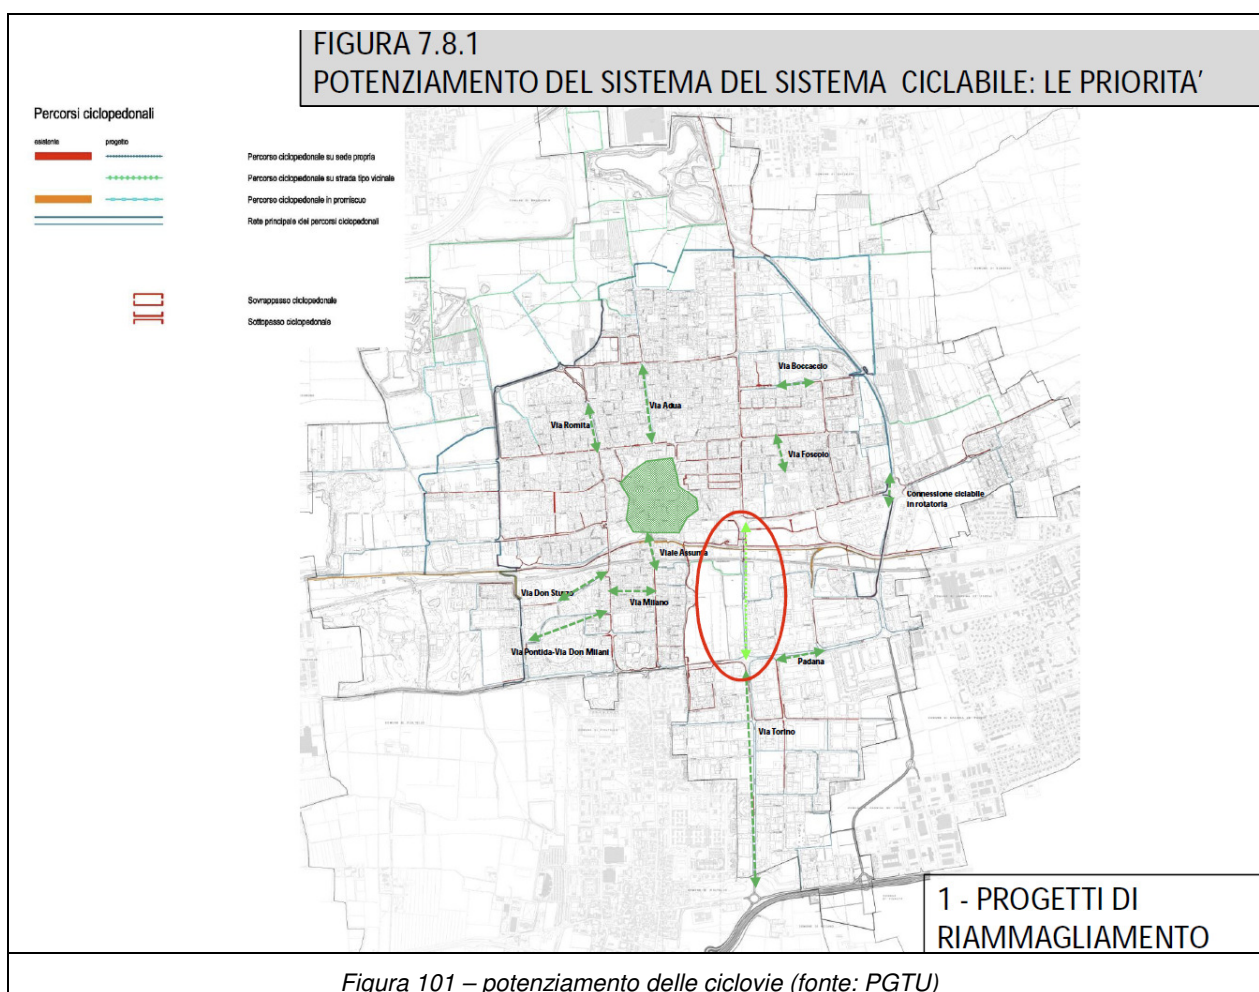 FIGURA 7.8.1
POTENZIAMENTO DEL SISTEMA DEL SISTEMA CICLABILE: LE PRIORITA'
Percorsi ciclopedonali
esistente progetto
Percorso ciclopedonale su sede propria
Percorso ciclopedonale su strada tipo vicinale
Percorso ciclopedonale in promiscuo
Rete principale dei percorsi ciclopedonali
Sovrappasso ciclopedonale
Sottopasso ciclopedonale
Via Boccaccio
Via Adua
Via Romita
Via Foscolo
Connessione ciclabile
in rotatoria
Viale Assunta
Via Don Sturzo
Via Milano
Via Pontida-Via Don Milani
Padana
Via Torino
1 - PROGETTI DI
RIAMMAGLIAMENTO
Figura 101 – potenziamento delle ciclovie (fonte: PGTU)